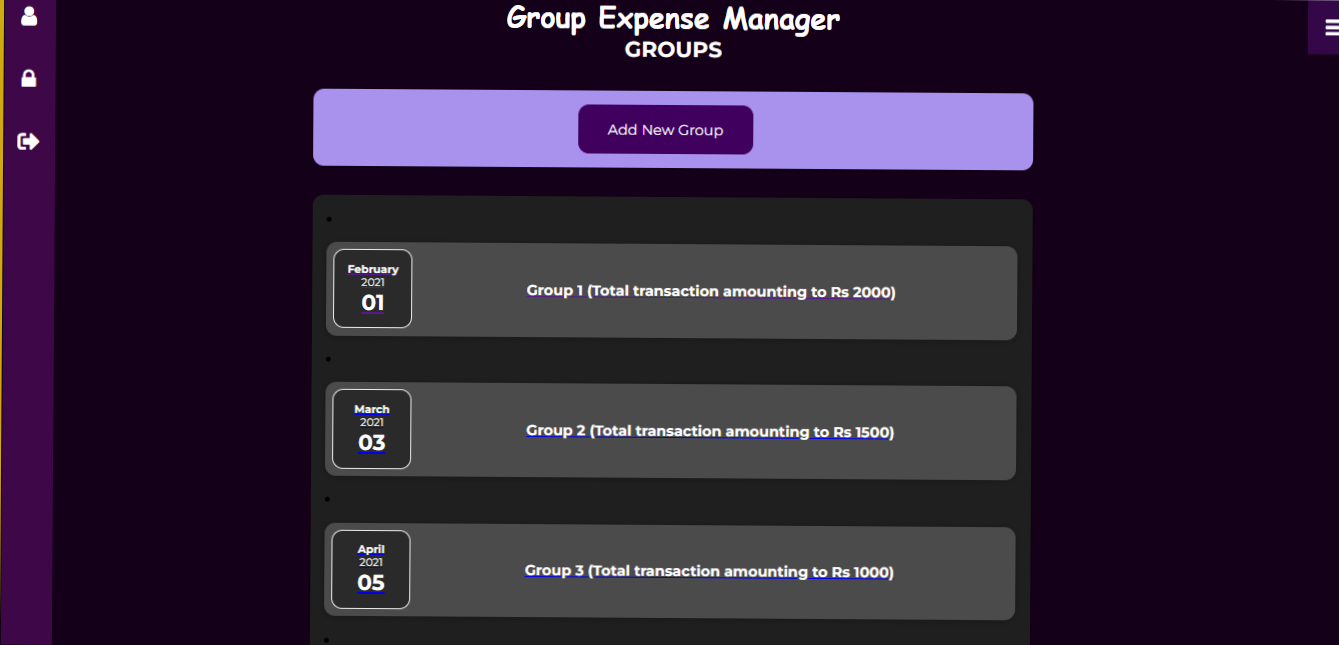 Group Expense Manager
GROUPS
Add New Group
February
2021
01
Group 1 (Total transaction amounting to Rs 2000)
March
2021
03
Group 2 (Total transaction amounting to Rs 1500)
April
2021
05
Group 3 (Total transaction amounting to Rs 1000)